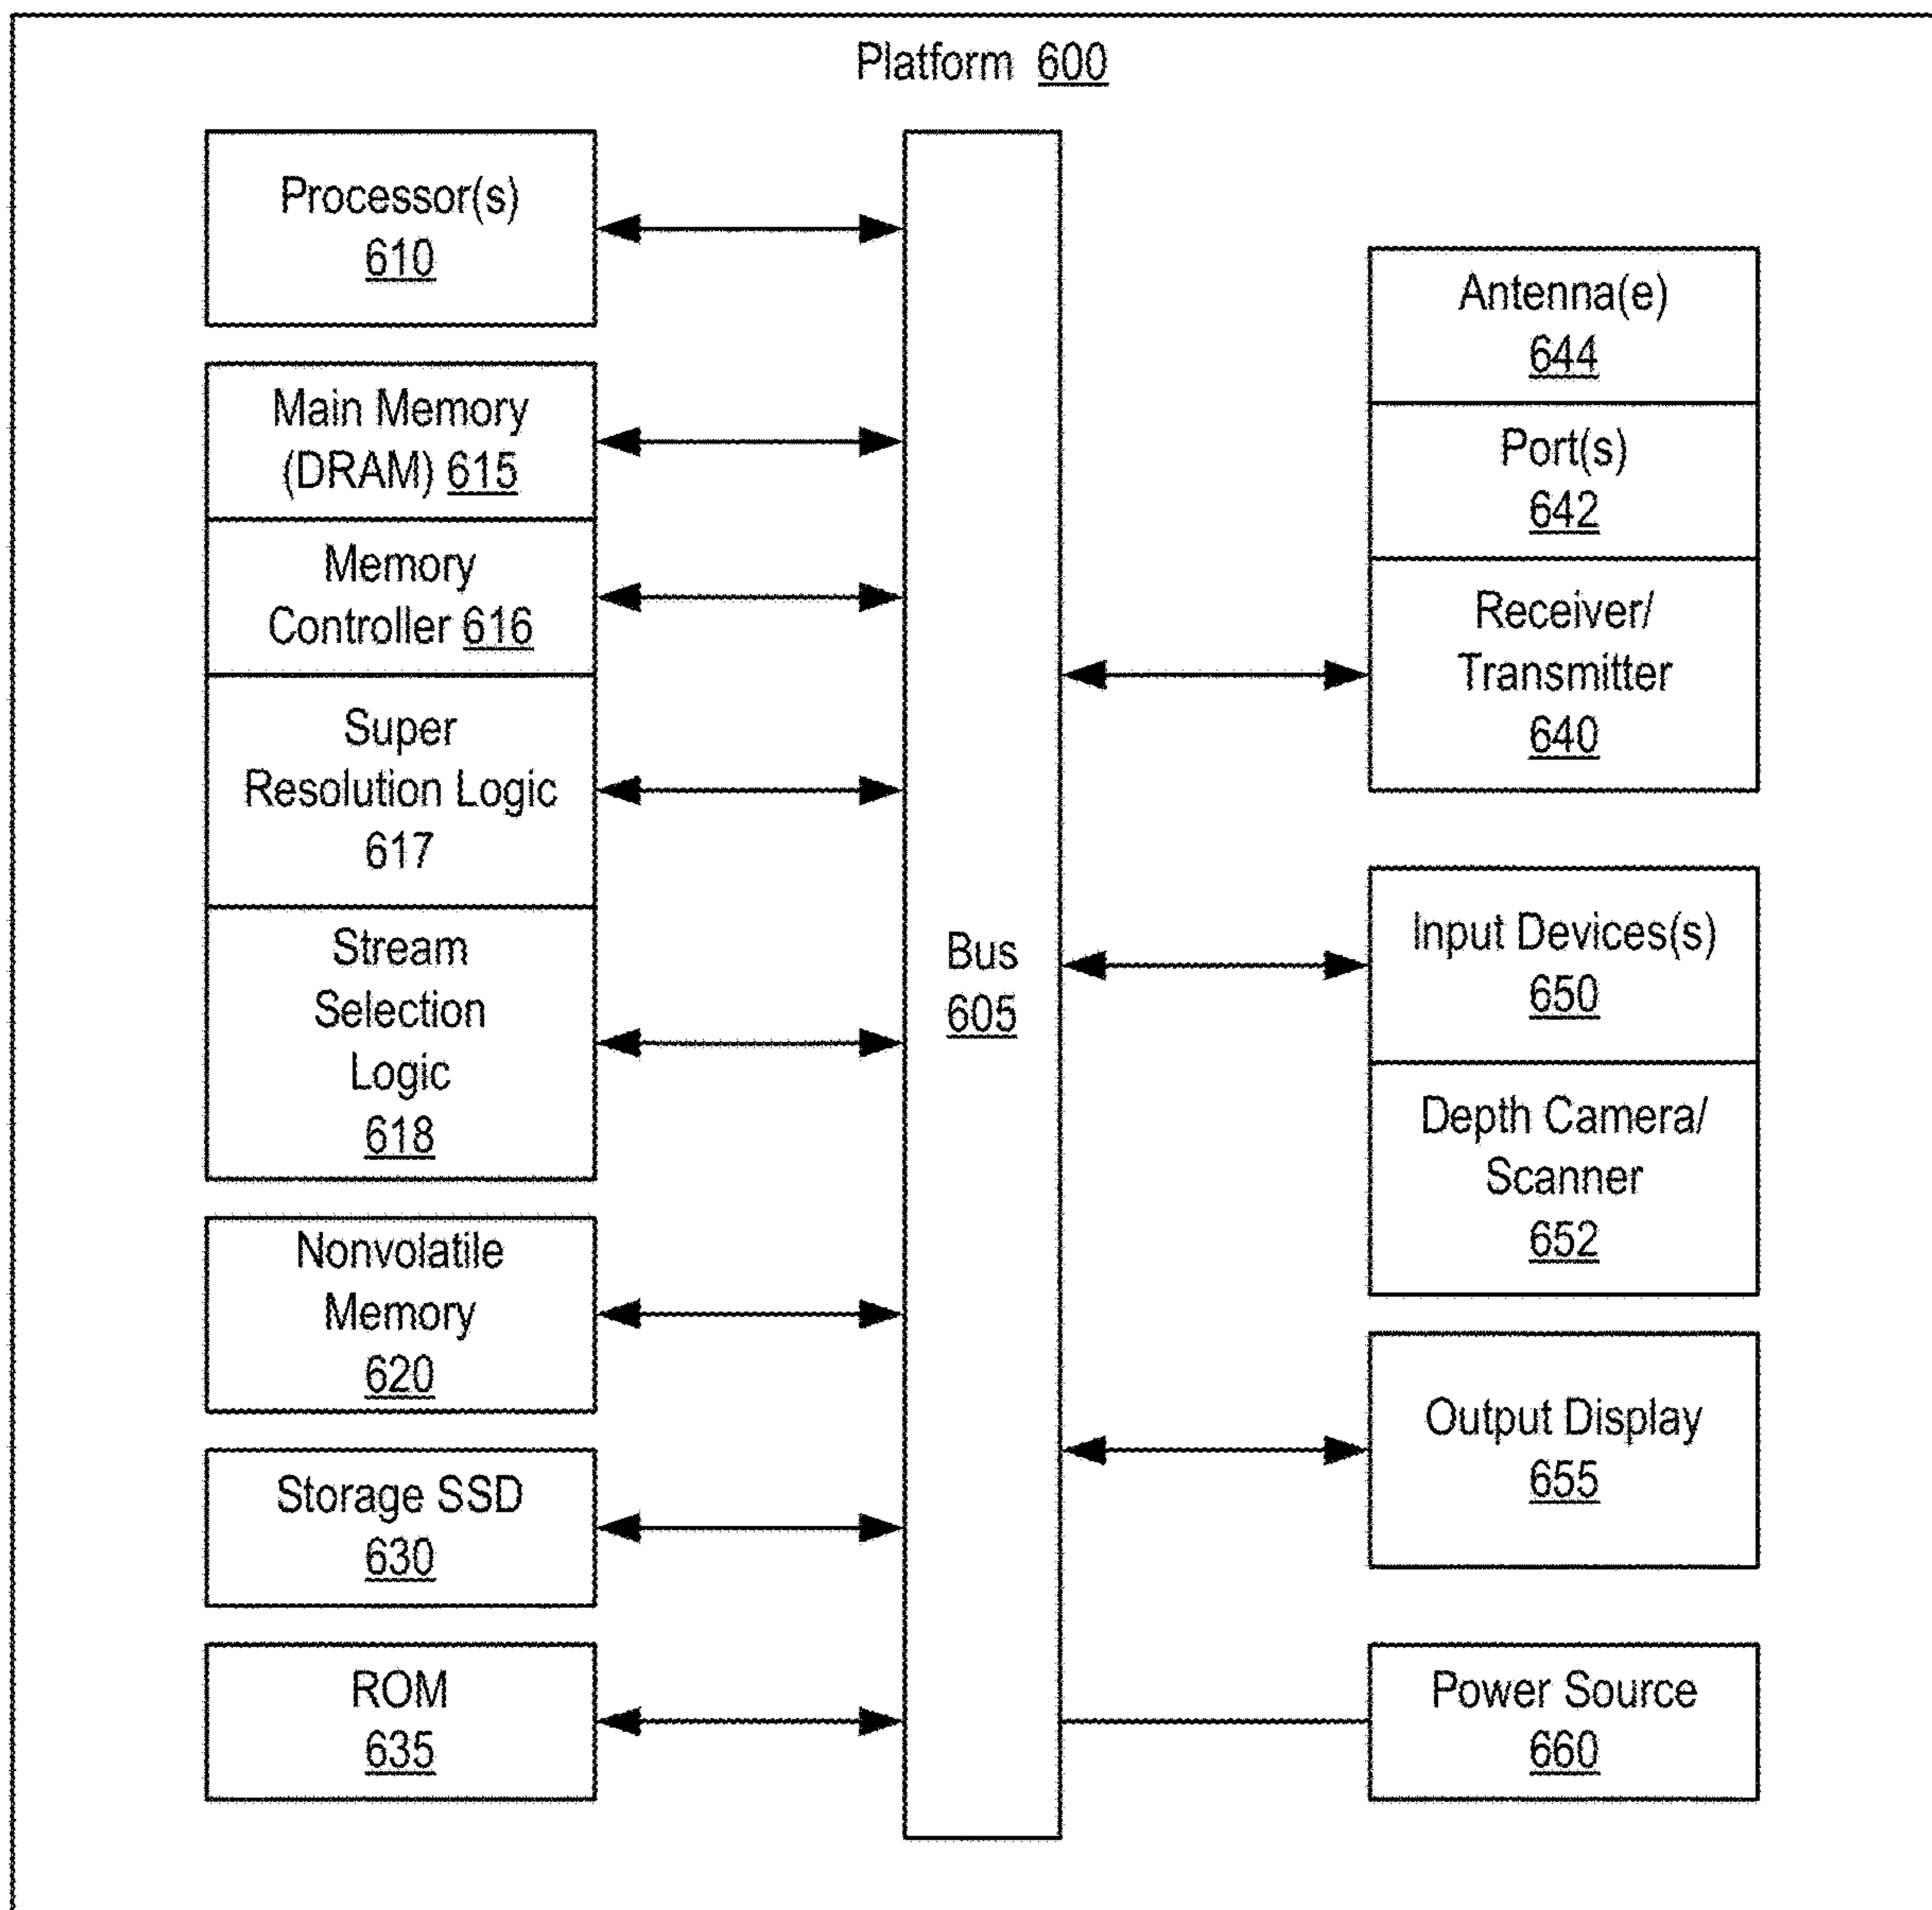 Platform 600
Processor(s)
610
Main Memory
(DRAM) 615
Memory
Controller 616
Super
Resolution Logic
617
Stream
Selection
Logic
618
Nonvolatile
Memory
620
Storage SSD
630
ROM
635
Bus
605
Antenna(e)
644
Port(s)
642
Receiver/
Transmitter
640
Input Devices(s)
650
Depth Camera/
Scanner
652
Output Display
655
Power Source
660